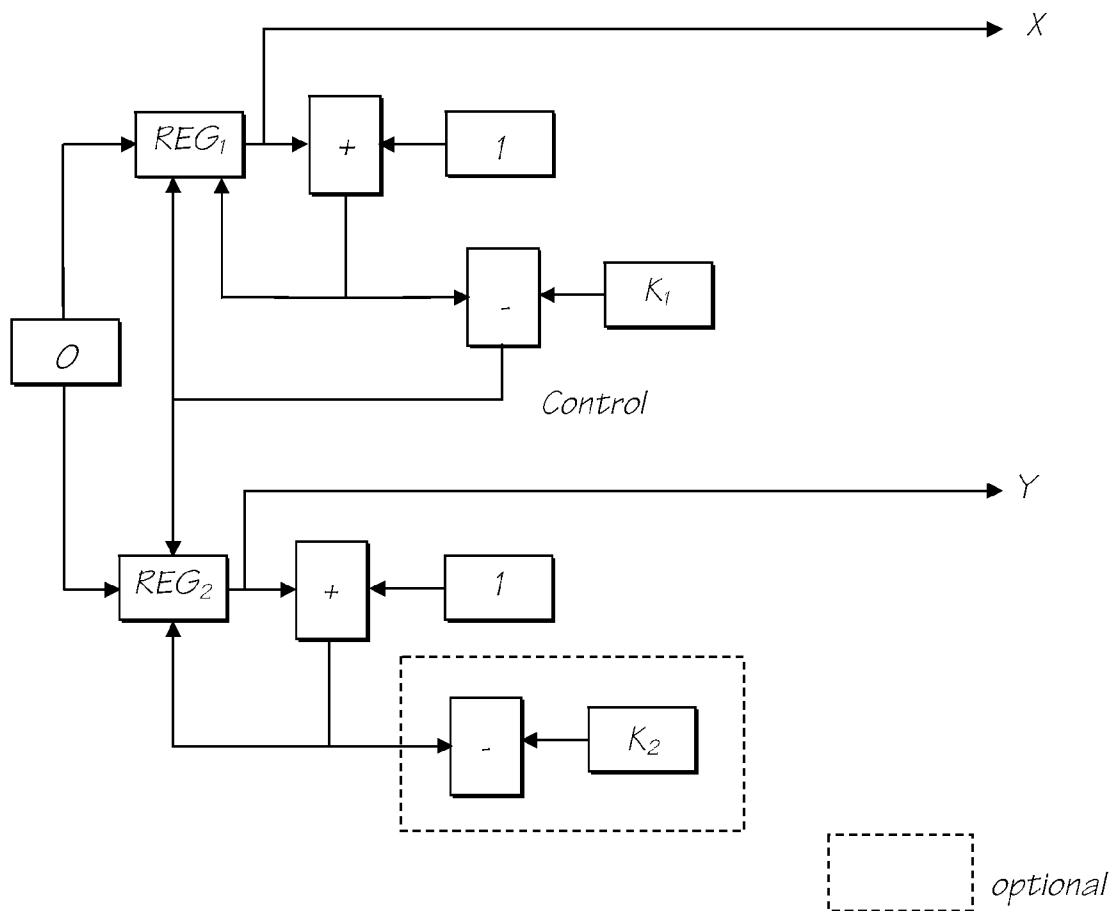 X
REG₁
+
1
-
K₁
0
Control
Y
REG₂
+
1
-
K₂
optional